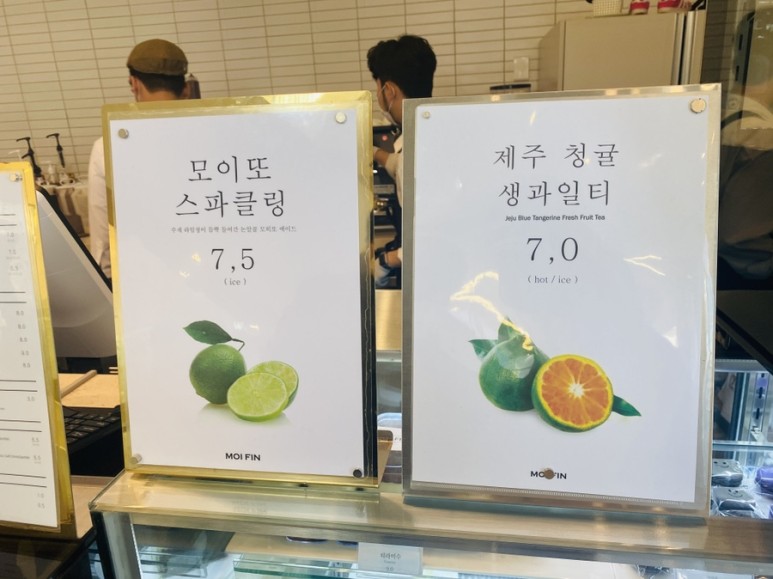 모이또
스파클링
7,5
( ice )
MOI FIN
제주 청귤
생과일티
Jeju Blue Tangerine Fresh Fruit Tea
7,0
( hot / ice )
MOI FIN